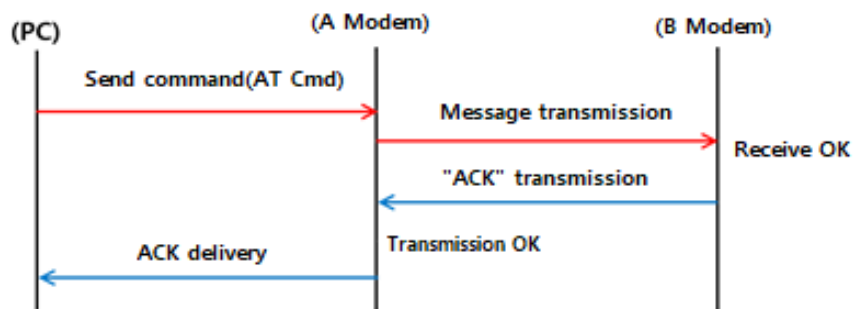 (PC)
(A Modem)
(B Modem)
Send command(AT Cmd)
Message transmission
Receive OK
"ACK" transmission
Transmission OK
ACK delivery